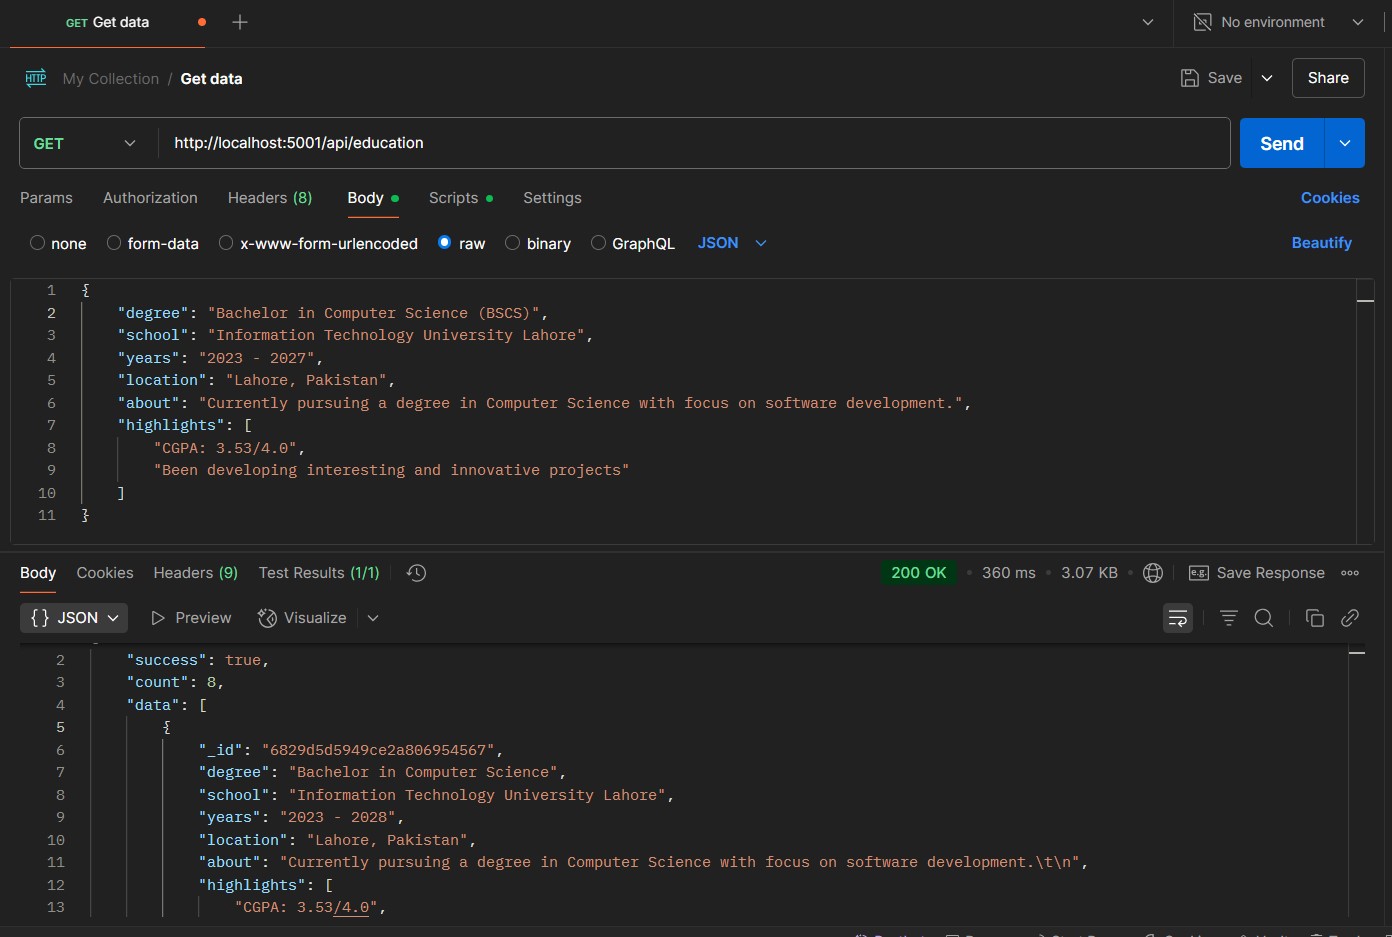 GET Get data
No environment
HTTP My Collection / Get data Save Share
GET http://localhost:5001/api/education Send
Params Authorization Headers (8) Body Scripts Settings Cookies
none form-data x-www-form-urlencoded raw binary GraphQL JSON Beautify
1 {
2 "degree": "Bachelor in Computer Science (BSCS)",
3 "school": "Information Technology University Lahore",
4 "years": "2023 - 2027",
5 "location": "Lahore, Pakistan",
6 "about": "Currently pursuing a degree in Computer Science with focus on software development.",
7 "highlights": [
8 "CGPA: 3.53/4.0",
9 "Been developing interesting and innovative projects"
10 ]
11 }
Body Cookies Headers (9) Test Results (1/1) 200 OK • 360 ms • 3.07 KB • e.g. Save Response
{} JSON Preview Visualize
2 "success": true,
3 "count": 8,
4 "data": [
5 {
6 "_id": "6829d5d5949ce2a806954567",
7 "degree": "Bachelor in Computer Science",
8 "school": "Information Technology University Lahore",
9 "years": "2023 - 2028",
10 "location": "Lahore, Pakistan",
11 "about": "Currently pursuing a degree in Computer Science with focus on software development.\t\n",
12 "highlights": [
13 "CGPA: 3.53/4.0",